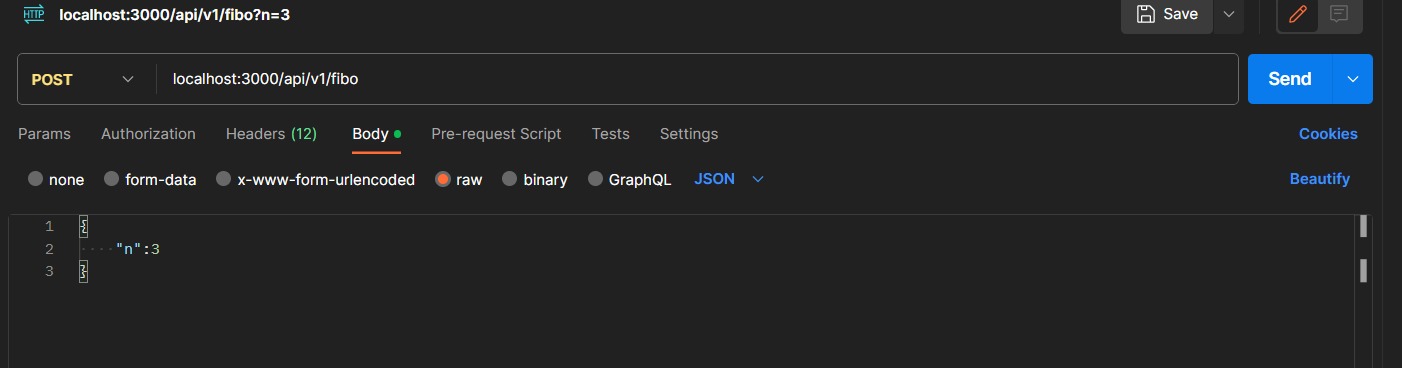 HTTP localhost:3000/api/v1/fibo?n=3 Save
POST localhost:3000/api/v1/fibo Send
Params Authorization Headers (12) Body Pre-request Script Tests Settings Cookies
none form-data x-www-form-urlencoded raw binary GraphQL JSON Beautify
1 {
2 ····"n":3
3 }